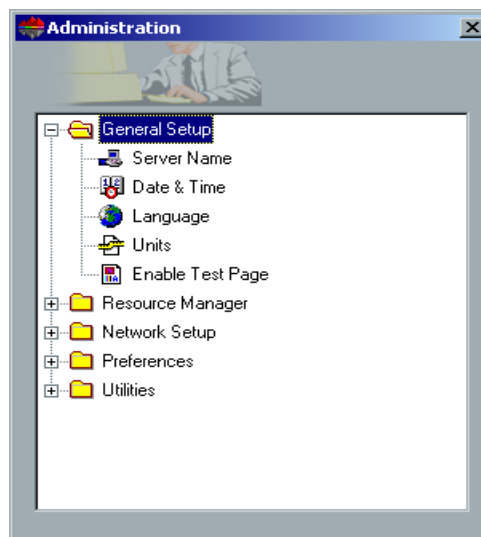 Administration
General Setup
Server Name
Date & Time
Language
Units
Enable Test Page
Resource Manager
Network Setup
Preferences
Utilities